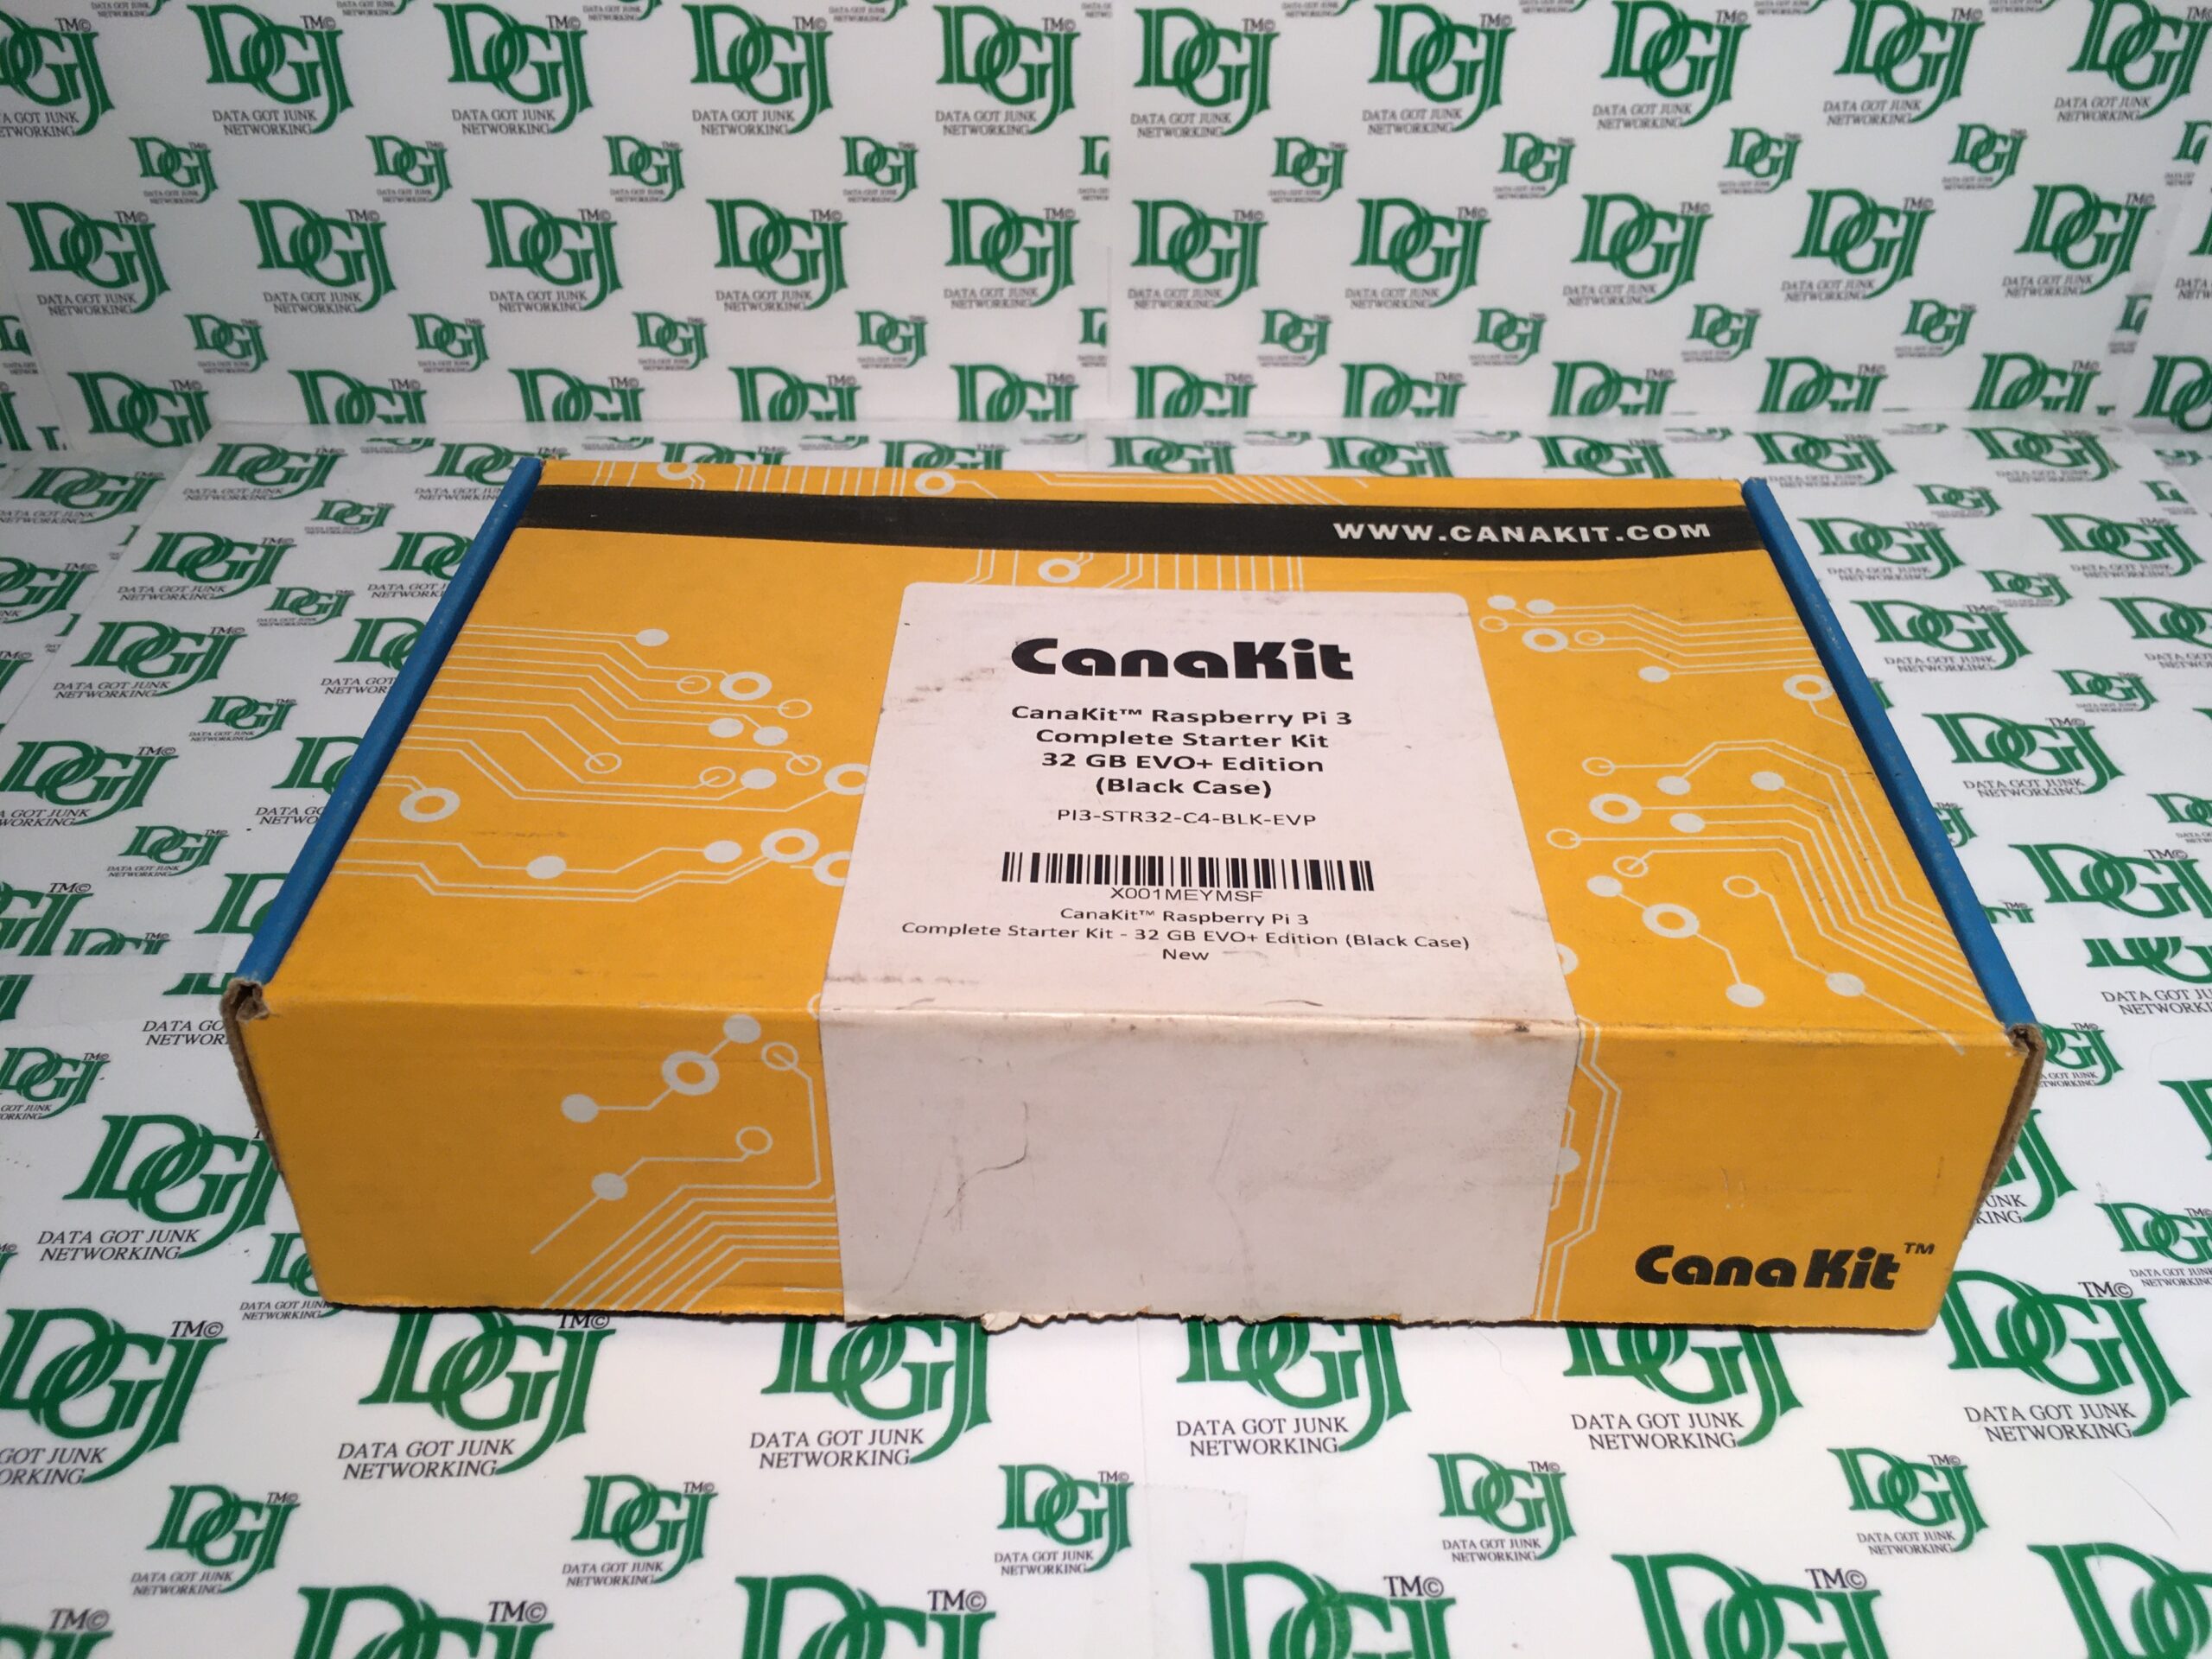 DGJ TM©
DATA GOT JUNK
NETWORKING
WWW.CANAKIT.COM
CanaKit
CanaKit™ Raspberry Pi 3
Complete Starter Kit
32 GB EVO+ Edition
(Black Case)
PI3-STR32-C4-BLK-EVP
X001MEYMSF
CanaKit™ Raspberry Pi 3
Complete Starter Kit - 32 GB EVO+ Edition (Black Case)
New
CanaKit™